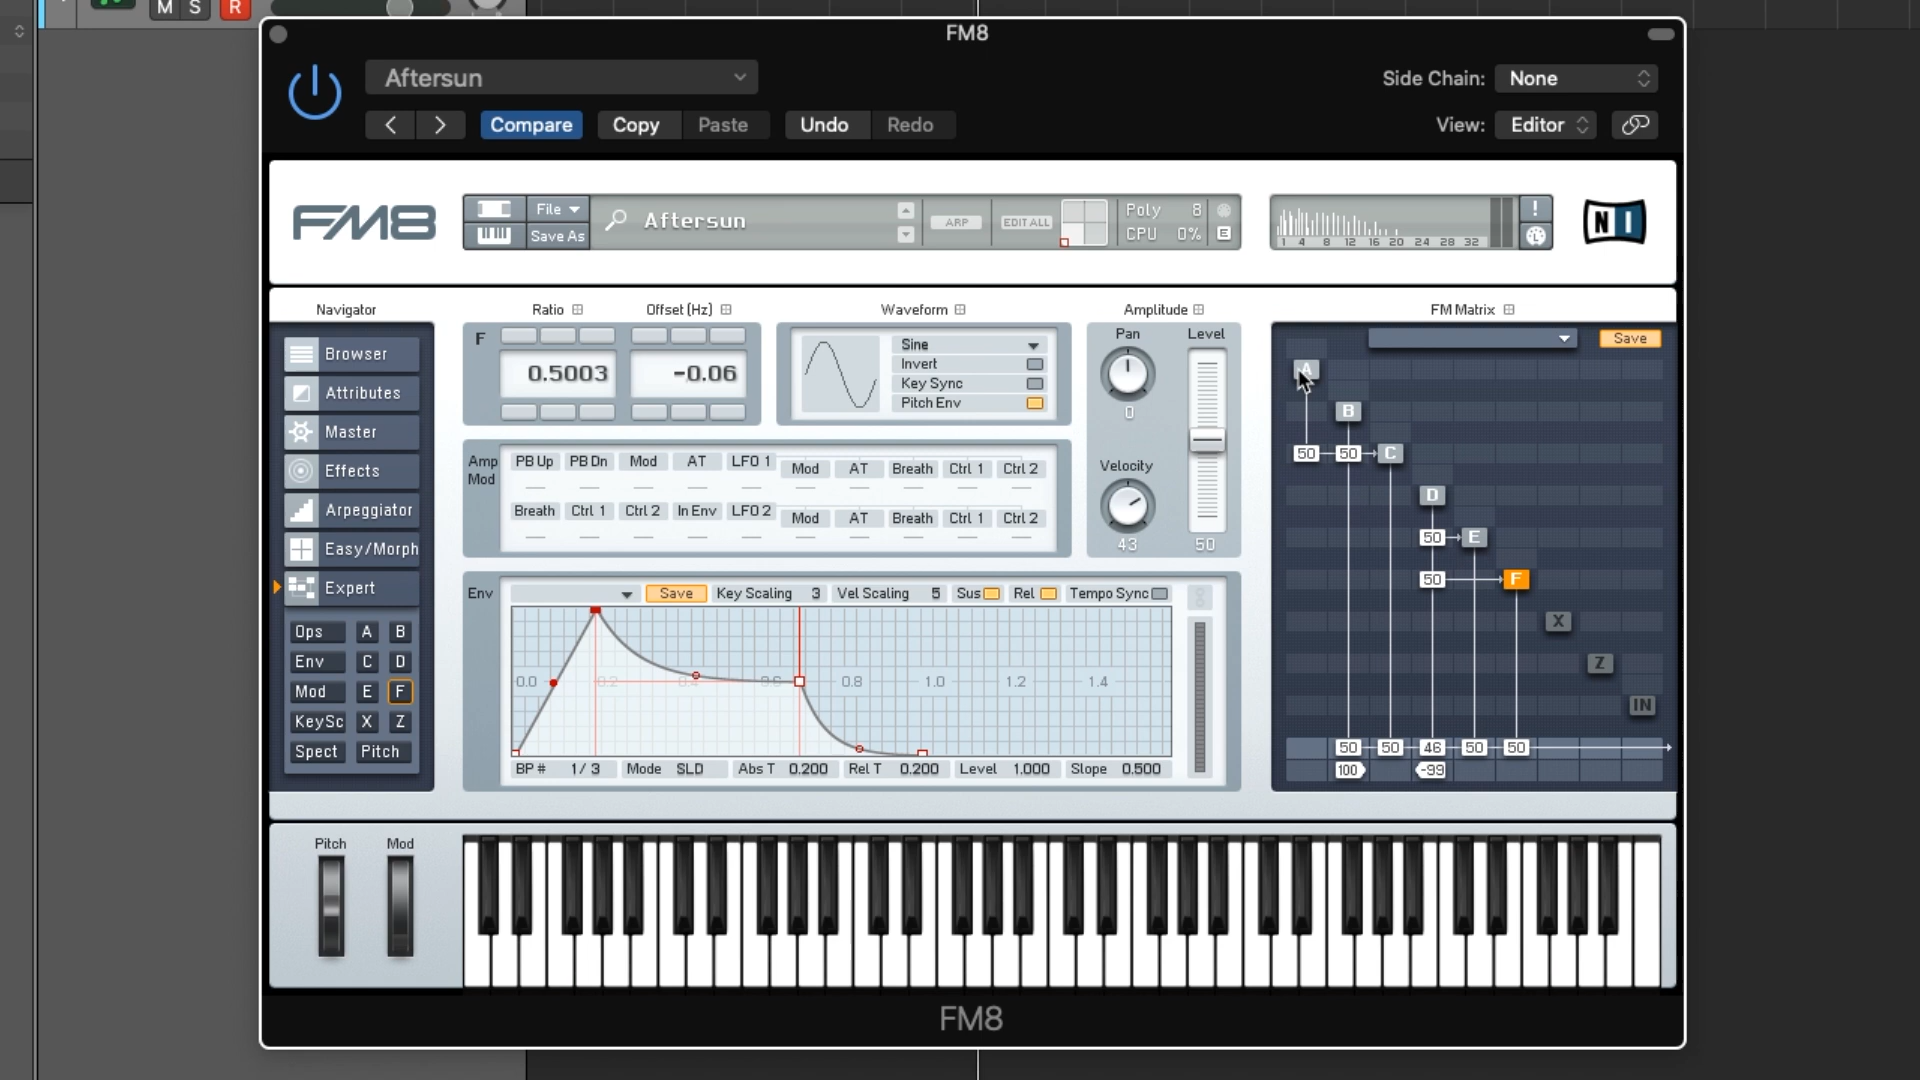 M S R
FM8
Aftersun
Side Chain: None
< > Compare Copy Paste Undo Redo
View: Editor
FM8
File
Save As
Aftersun
ARP
EDIT ALL
Poly 8
CPU 0%
E
!
1 4 8 12 16 20 24 28 32
NI
Navigator
Browser
Attributes
Master
Effects
Arpeggiator
Easy/Morph
Expert
Ops A B
Env C D
Mod E F
KeySc X Z
Spect Pitch
Ratio
Offset (Hz)
F
0.5003
-0.06
Waveform
Sine
Invert
Key Sync
Pitch Env
Amplitude
Pan
0
Velocity
43
Level
50
Amp Mod
PB Up PB Dn Mod AT LFO 1 Mod AT Breath Ctrl 1 Ctrl 2
Breath Ctrl 1 Ctrl 2 In Env LFO 2 Mod AT Breath Ctrl 1 Ctrl 2
Env
Save
Key Scaling 3
Vel Scaling 5
Sus
Rel
Tempo Sync
0.0 0.2 0.4 0.6 0.8 1.0 1.2 1.4
BP # 1/ 3 Mode SLD Abs T 0.200 Rel T 0.200 Level 1.000 Slope 0.500
FM Matrix
Save
A
B
50 50 C
D
50 E
50 F
X
Z
IN
50 50 46 50 50
100 -99
Pitch
Mod
FM8